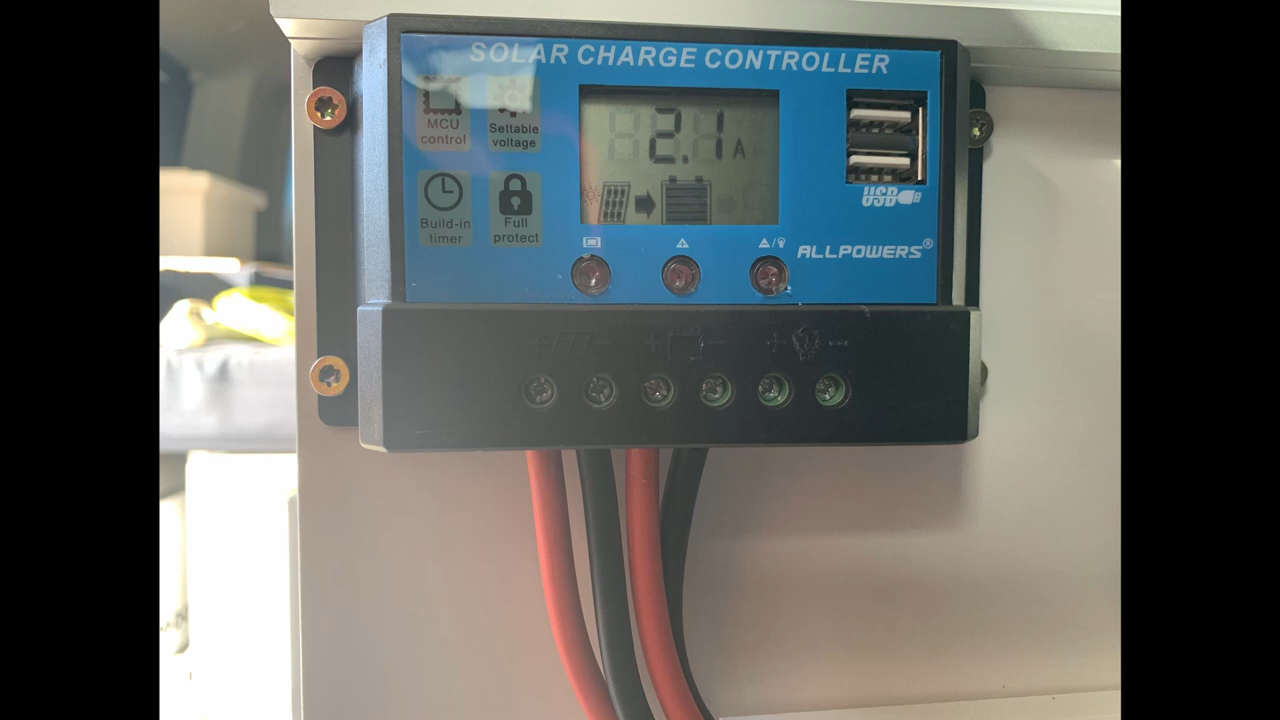 SOLAR CHARGE CONTROLLER
MCU
control
Settable
voltage
2.1 A
Build-in
timer
Full
protect
USB
ALLPOWERS®